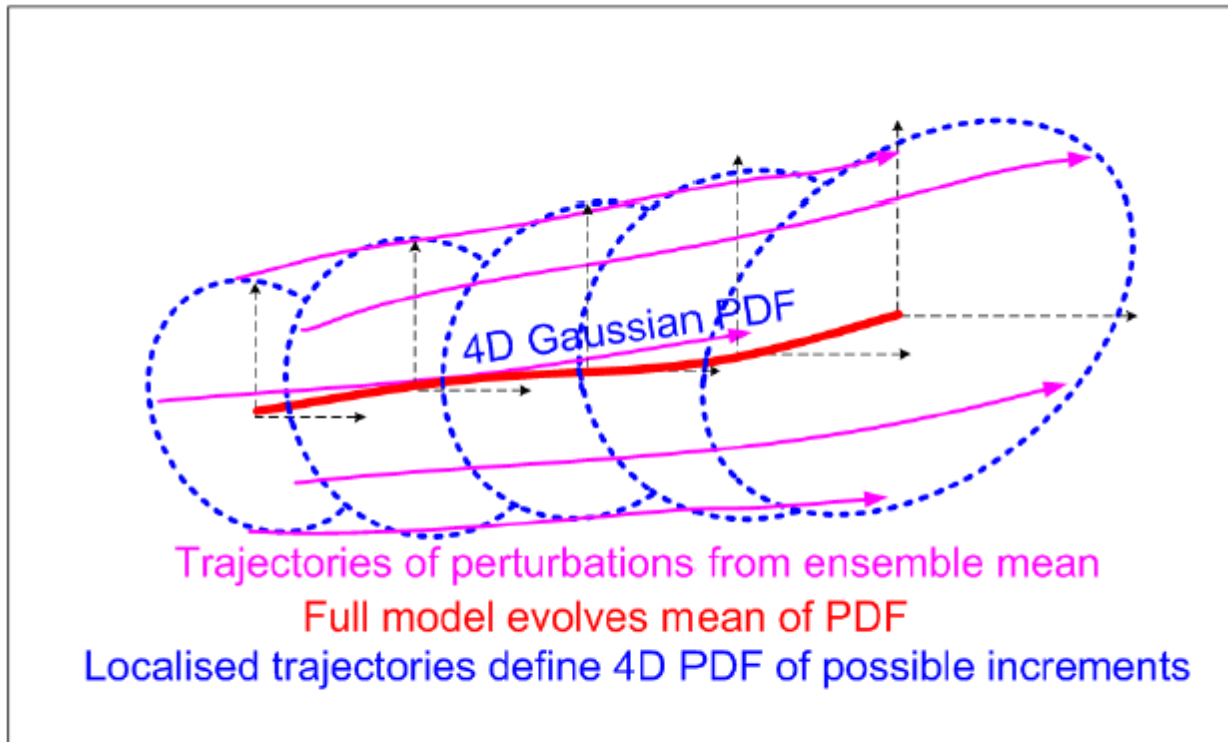 4D Gaussian PDF
Trajectories of perturbations from ensemble mean
Full model evolves mean of PDF
Localised trajectories define 4D PDF of possible increments